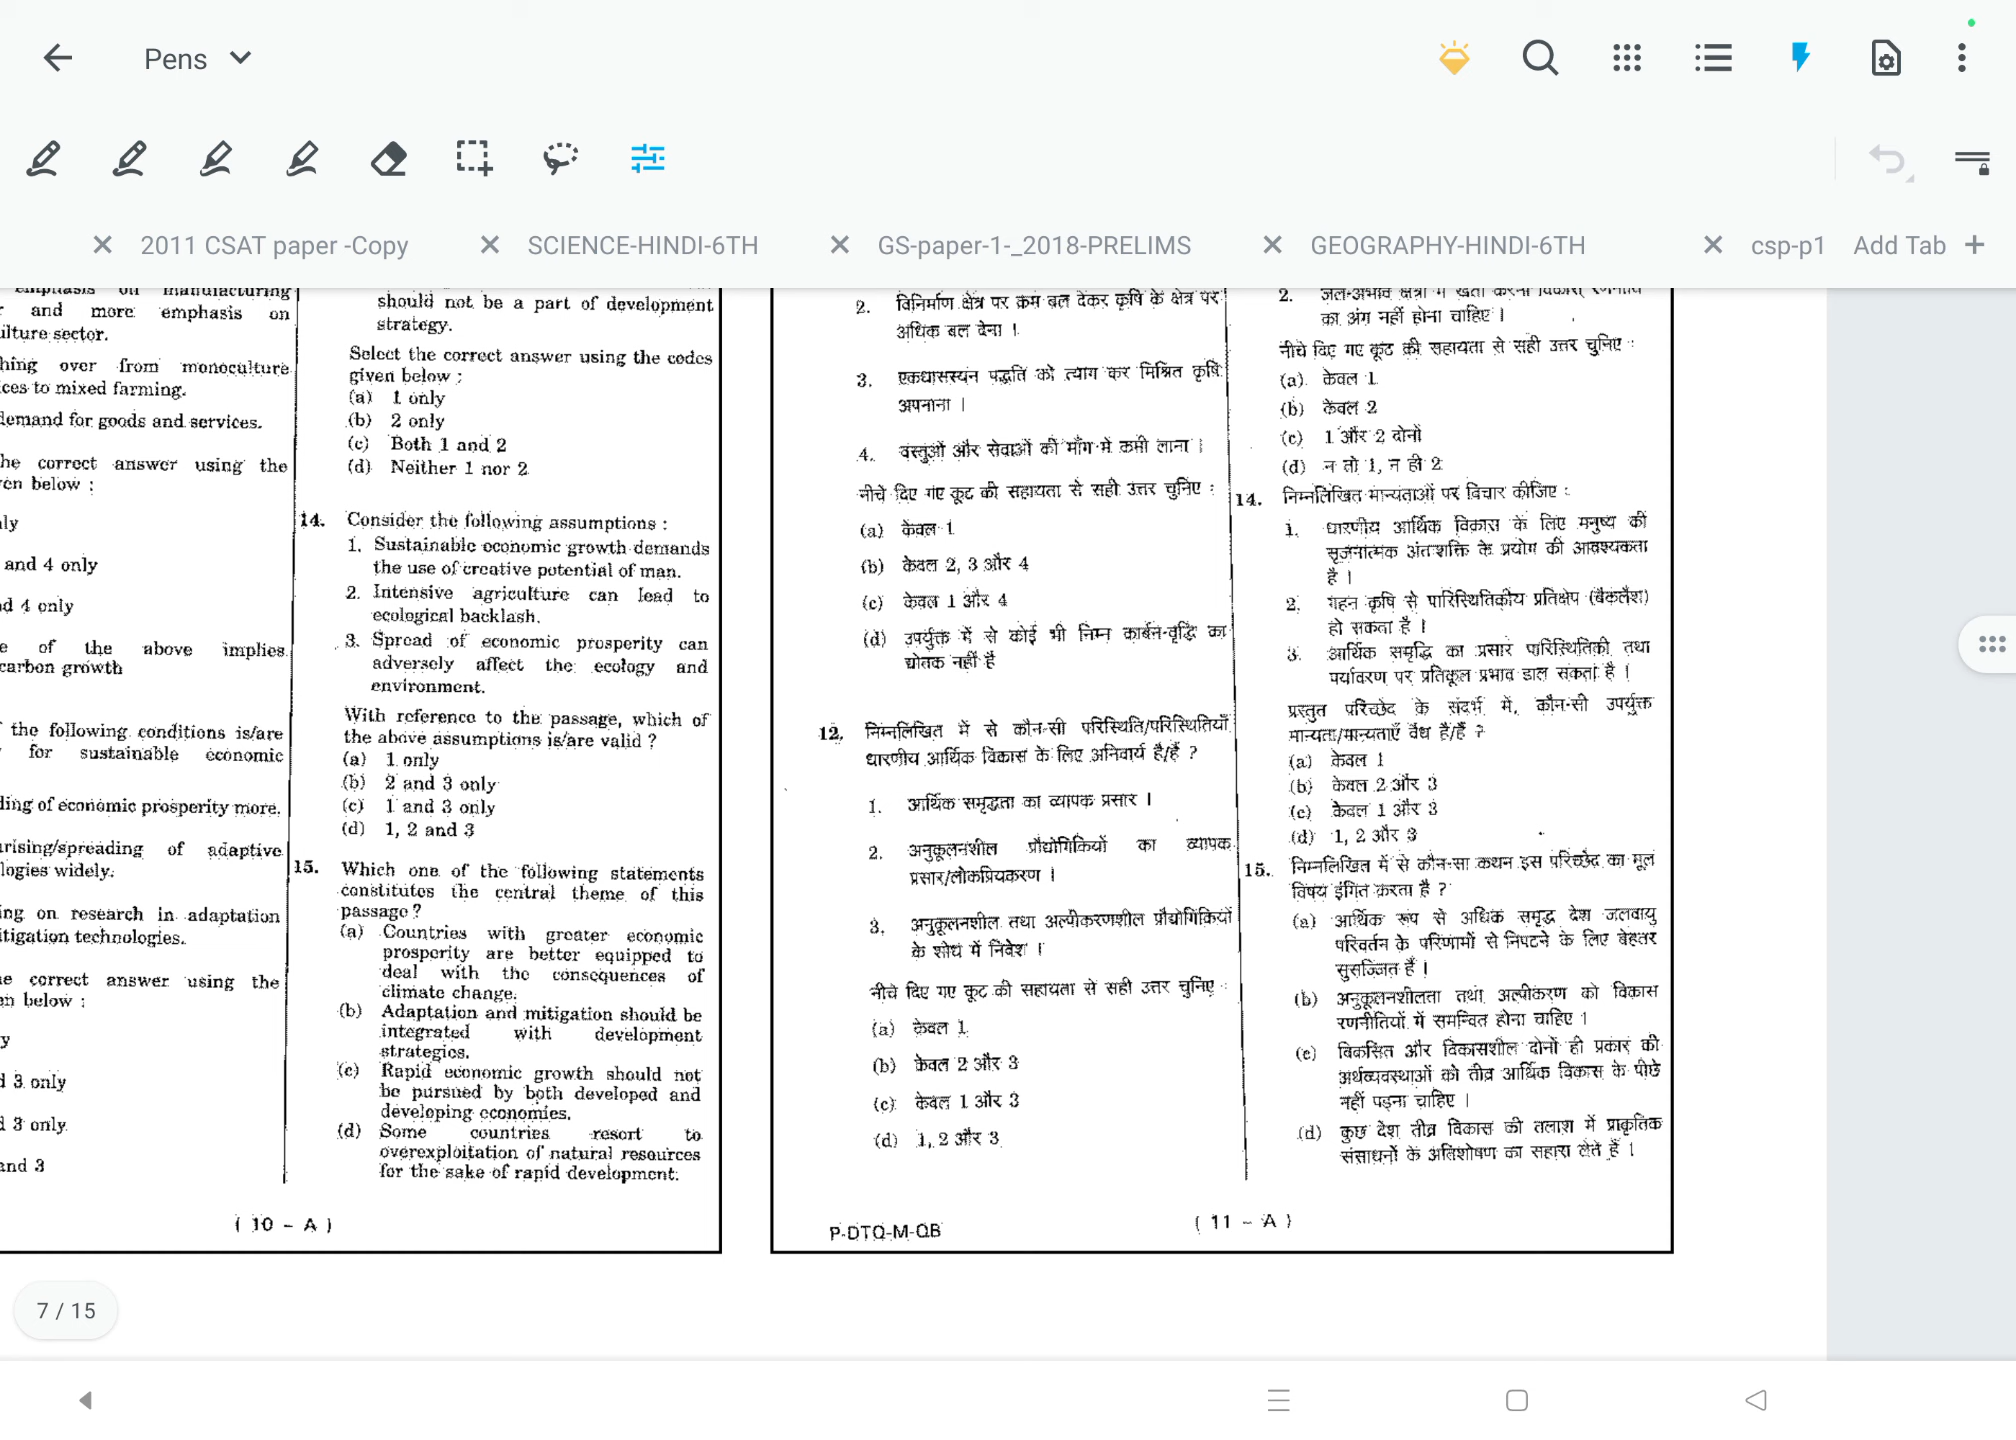 Pens
2011 CSAT paper -Copy
SCIENCE-HINDI-6TH
GS-paper-1-_2018-PRELIMS
GEOGRAPHY-HINDI-6TH
csp-p1
Add Tab +
emphasis on manufacturing
and more emphasis on
ulture sector.
hing over from monoculture
ces to mixed farming.
demand for goods and services.
he correct answer using the
en below :
ly
and 4 only
d 4 only
e of the above implies
carbon growth
the following conditions is/are
for sustainable economic
ding of economic prosperity more.
arising/spreading of adaptive
logies widely.
ng on research in adaptation
itigation technologies.
e correct answer using the
en below :
y
d 3 only
d 3 only
and 3
should not be a part of development
strategy.
Select the correct answer using the codes
given below :
(a) 1 only
(b) 2 only
(c) Both 1 and 2
(d) Neither 1 nor 2
14. Consider the following assumptions :
1. Sustainable economic growth demands
the use of creative potential of man.
2. Intensive agriculture can lead to
ecological backlash.
3. Spread of economic prosperity can
adversely affect the ecology and
environment.
With reference to the passage, which of
the above assumptions is/are valid ?
(a) 1 only
(b) 2 and 3 only
(c) 1 and 3 only
(d) 1, 2 and 3
15. Which one of the following statements
constitutes the central theme of this
passage ?
(a) Countries with greater economic
prosperity are better equipped to
deal with the consequences of
climate change.
(b) Adaptation and mitigation should be
integrated with development
strategies.
(c) Rapid economic growth should not
be pursued by both developed and
developing economies.
(d) Some countries resort to
overexploitation of natural resources
for the sake of rapid development.
( 10 – A )
2. विनिर्माण क्षेत्र पर कम बल देकर कृषि के क्षेत्र पर
अधिक बल देना ।
3. एकधासस्यन पद्धति को त्याग कर मिश्रित कृषि
अपनाना ।
4. वस्तुओं और सेवाओं की माँग में कमी लाना ।
नीचे दिए गए कूट की सहायता से सही उत्तर चुनिए :
(a) केवल 1
(b) केवल 2, 3 और 4
(c) केवल 1 और 4
(d) उपर्युक्त में से कोई भी निम्न कार्बन-वृद्धि का
द्योतक नहीं है
12. निम्नलिखित में से कौन-सी परिस्थिति/परिस्थितियाँ
धारणीय आर्थिक विकास के लिए अनिवार्य है/हैं ?
1. आर्थिक समृद्धता का व्यापक प्रसार ।
2. अनुकूलनशील प्रौद्योगिकियों का व्यापक
प्रसार/लोकप्रियकरण ।
3. अनुकूलनशील तथा अल्पीकरणशील प्रौद्योगिकियों
के शोध में निवेश ।
नीचे दिए गए कूट की सहायता से सही उत्तर चुनिए :
(a) केवल 1
(b) केवल 2 और 3
(c) केवल 1 और 3
(d) 1, 2 और 3
P-DTQ-M-QB
2. जल-अभाव क्षेत्रों में खेती करना विकास रणनीति
का अंग नहीं होना चाहिए ।
नीचे दिए गए कूट की सहायता से सही उत्तर चुनिए :
(a) केवल 1
(b) केवल 2
(c) 1 और 2 दोनों
(d) न तो 1, न ही 2
14. निम्नलिखित मान्यताओं पर विचार कीजिए :
1. धारणीय आर्थिक विकास के लिए मनुष्य की
सृजनात्मक अंतःशक्ति के प्रयोग की आवश्यकता
है ।
2. गहन कृषि से पारिस्थितिकीय प्रतिक्षेप (बैकलैश)
हो सकता है ।
3. आर्थिक समृद्धि का प्रसार पारिस्थितिकी तथा
पर्यावरण पर प्रतिकूल प्रभाव डाल सकता है ।
प्रस्तुत परिच्छेद के संदर्भ में, कौन-सी उपर्युक्त
मान्यता/मान्यताएँ वैध है/हैं ?
(a) केवल 1
(b) केवल 2 और 3
(c) केवल 1 और 3
(d) 1, 2 और 3
15. निम्नलिखित में से कौन-सा कथन इस परिच्छेद का मूल
विषय इंगित करता है ?
(a) आर्थिक रूप से अधिक समृद्ध देश जलवायु
परिवर्तन के परिणामों से निपटने के लिए बेहतर
सुसज्जित हैं ।
(b) अनुकूलनशीलता तथा अल्पीकरण को विकास
रणनीतियों में समन्वित होना चाहिए ।
(c) विकसित और विकासशील दोनों ही प्रकार की
अर्थव्यवस्थाओं को तीव्र आर्थिक विकास के पीछे
नहीं पड़ना चाहिए ।
(d) कुछ देश तीव्र विकास की तलाश में प्राकृतिक
संसाधनों के अतिशोषण का सहारा लेते हैं ।
( 11 – A )
7 / 15